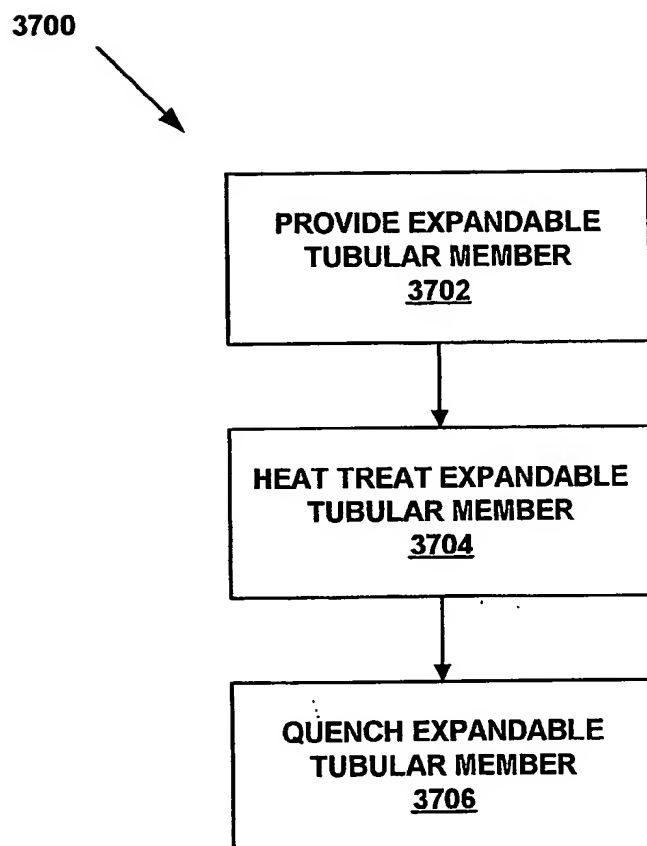 3700
PROVIDE EXPANDABLE
TUBULAR MEMBER
3702
HEAT TREAT EXPANDABLE
TUBULAR MEMBER
3704
QUENCH EXPANDABLE
TUBULAR MEMBER
3706